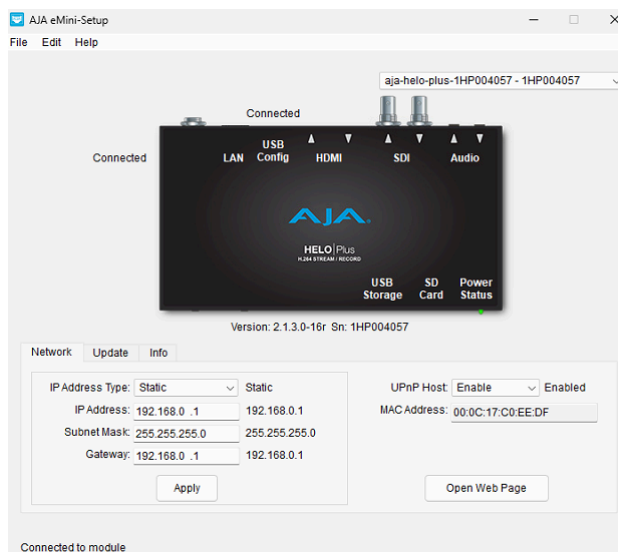 AJA eMini-Setup
File Edit Help
aja-helo-plus-1HP004057 - 1HP004057
Connected
Connected
LAN USB Config HDMI SDI Audio
AJA
HELO Plus
H.264 STREAM / RECORD
USB Storage SD Card Power Status
Version: 2.1.3.0-16r Sn: 1HP004057
Network Update Info
IP Address Type: Static Static UPnP Host: Enable Enabled
IP Address: 192.168.0 .1 192.168.0.1 MAC Address: 00:0C:17:C0:EE:DF
Subnet Mask: 255.255.255.0 255.255.255.0
Gateway: 192.168.0 .1 192.168.0.1
Apply Open Web Page
Connected to module